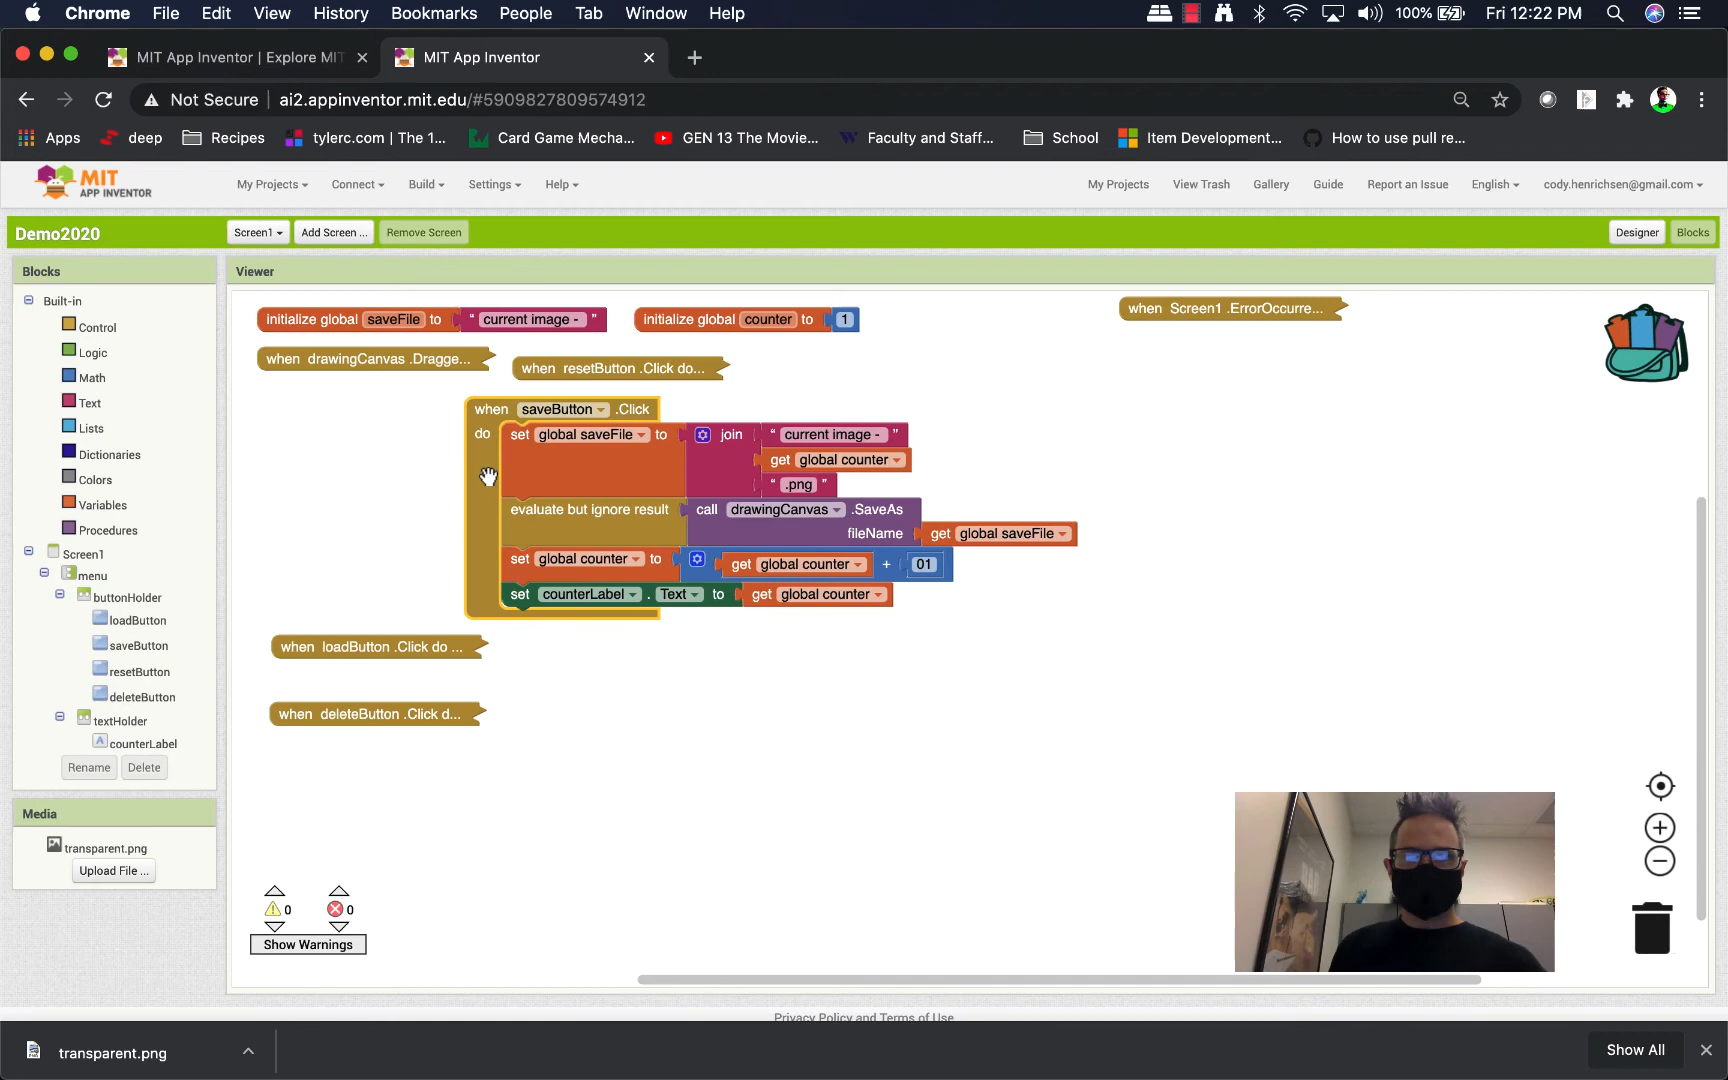 Chrome File Edit View History Bookmarks People Tab Window Help 100% Fri 12:22 PM
MIT App Inventor | Explore MIT MIT App Inventor
Not Secure | ai2.appinventor.mit.edu/#5909827809574912
Apps deep Recipes tylerc.com | The 1... Card Game Mecha... GEN 13 The Movie... Faculty and Staff... School Item Development... How to use pull re...
MIT
APP INVENTOR
My Projects Connect Build Settings Help My Projects View Trash Gallery Guide Report an Issue English cody.henrichsen@gmail.com
Demo2020 Screen1 Add Screen ... Remove Screen Designer Blocks
Blocks Viewer
Built-in
Control
Logic
Math
Text
Lists
Dictionaries
Colors
Variables
Procedures
Screen1
menu
buttonHolder
loadButton
saveButton
resetButton
deleteButton
textHolder
counterLabel
Rename Delete
Media
transparent.png
Upload File ...
initialize global saveFile to " current image - " initialize global counter to 1
when Screen1 .ErrorOccurre...
when drawingCanvas .Dragge... when resetButton .Click do...
when saveButton .Click
do set global saveFile to join " current image - "
get global counter
" .png "
evaluate but ignore result call drawingCanvas .SaveAs
fileName get global saveFile
set global counter to get global counter + 01
set counterLabel . Text to get global counter
when loadButton .Click do ...
when deleteButton .Click d...
0 0
Show Warnings
Privacy Policy and Terms of Use
transparent.png Show All